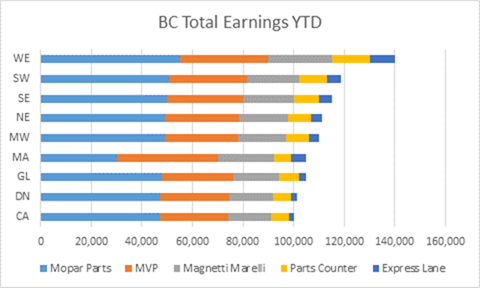 BC Total Earnings YTD
WE
SW
SE
NE
MW
MA
GL
DN
CA
0 20,000 40,000 60,000 80,000 100,000 120,000 140,000 160,000
Mopar Parts MVP Magnetti Marelli Parts Counter Express Lane